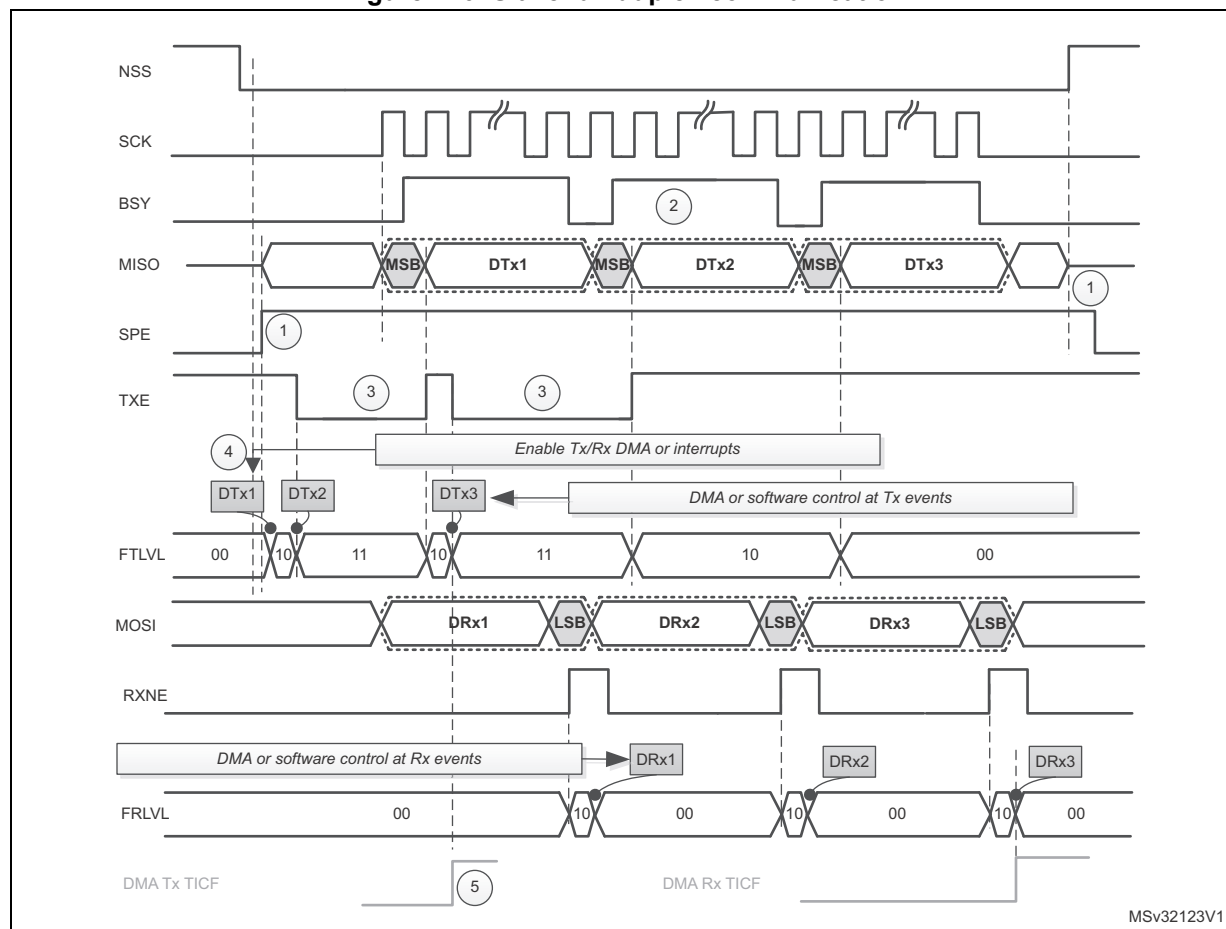 NSS
SCK
BSY
2
MISO
MSB
DTx1
MSB
DTx2
MSB
DTx3
1
SPE
1
TXE
3
3
4
Enable Tx/Rx DMA or interrupts
DTx1
DTx2
DTx3
DMA or software control at Tx events
FTLVL
00
10
11
10
11
10
00
MOSI
DRx1
LSB
DRx2
LSB
DRx3
LSB
RXNE
DMA or software control at Rx events
DRx1
DRx2
DRx3
FRLVL
00
10
00
10
00
10
00
DMA Tx TICF
5
DMA Rx TICF
MSv32123V1